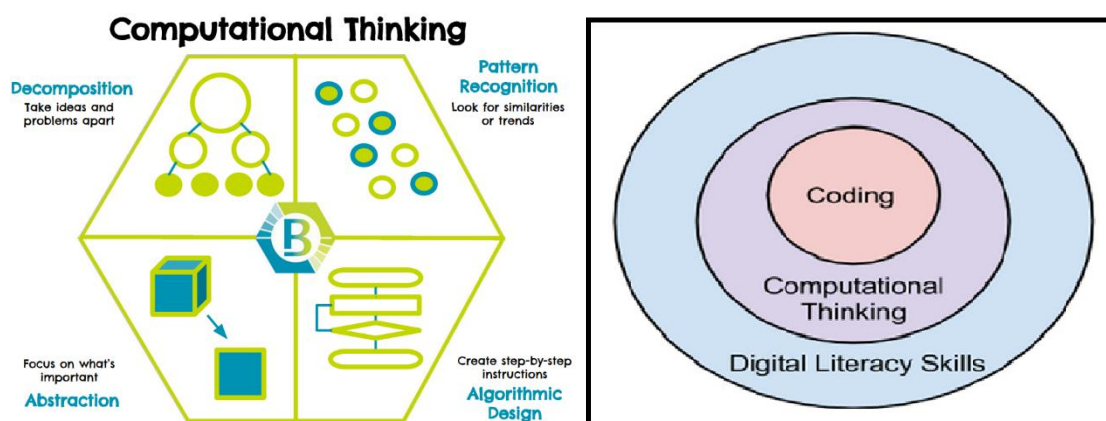 Computational Thinking
Decomposition
Take ideas and
problems apart
Pattern
Recognition
Look for similarities
or trends
B
Focus on what's
important
Abstraction
Create step-by-step
instructions
Algorithmic
Design
Coding
Computational
Thinking
Digital Literacy Skills